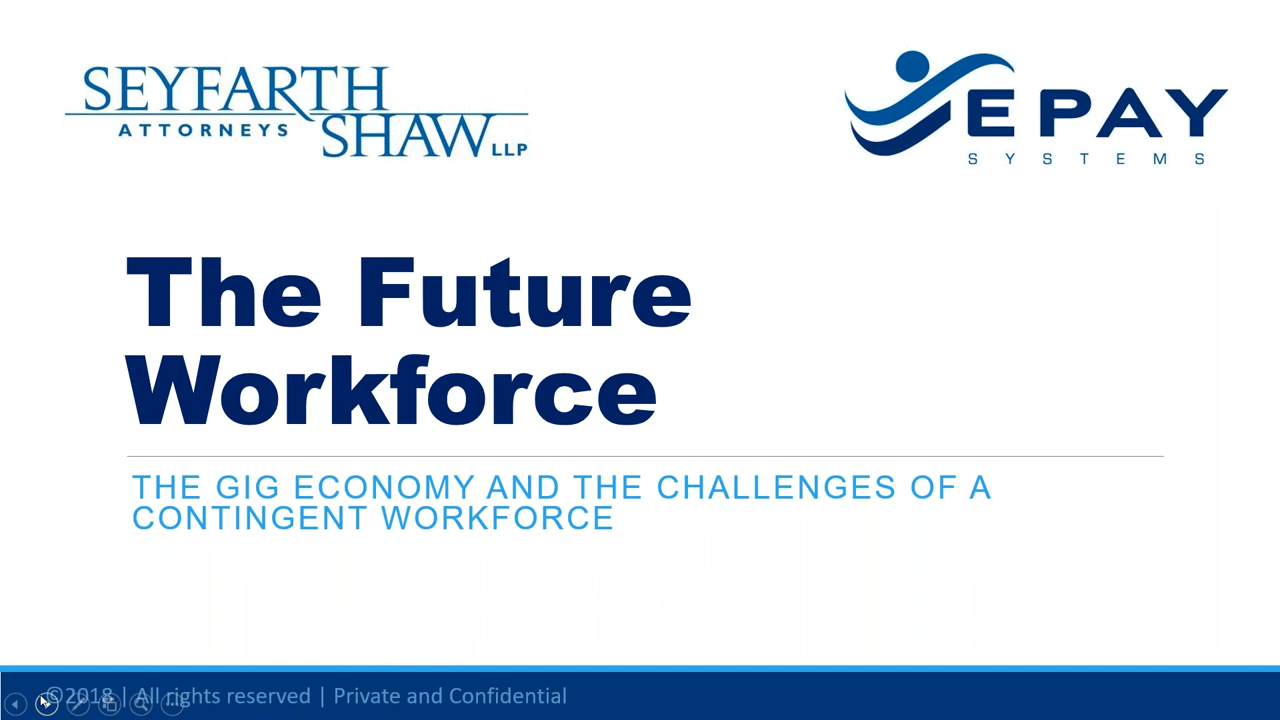 SEYFARTH
ATTORNEYS
SHAW LLP
EPAY
SYSTEMS
The Future
Workforce
THE GIG ECONOMY AND THE CHALLENGES OF A
CONTINGENT WORKFORCE
©2018 | All rights reserved | Private and Confidential